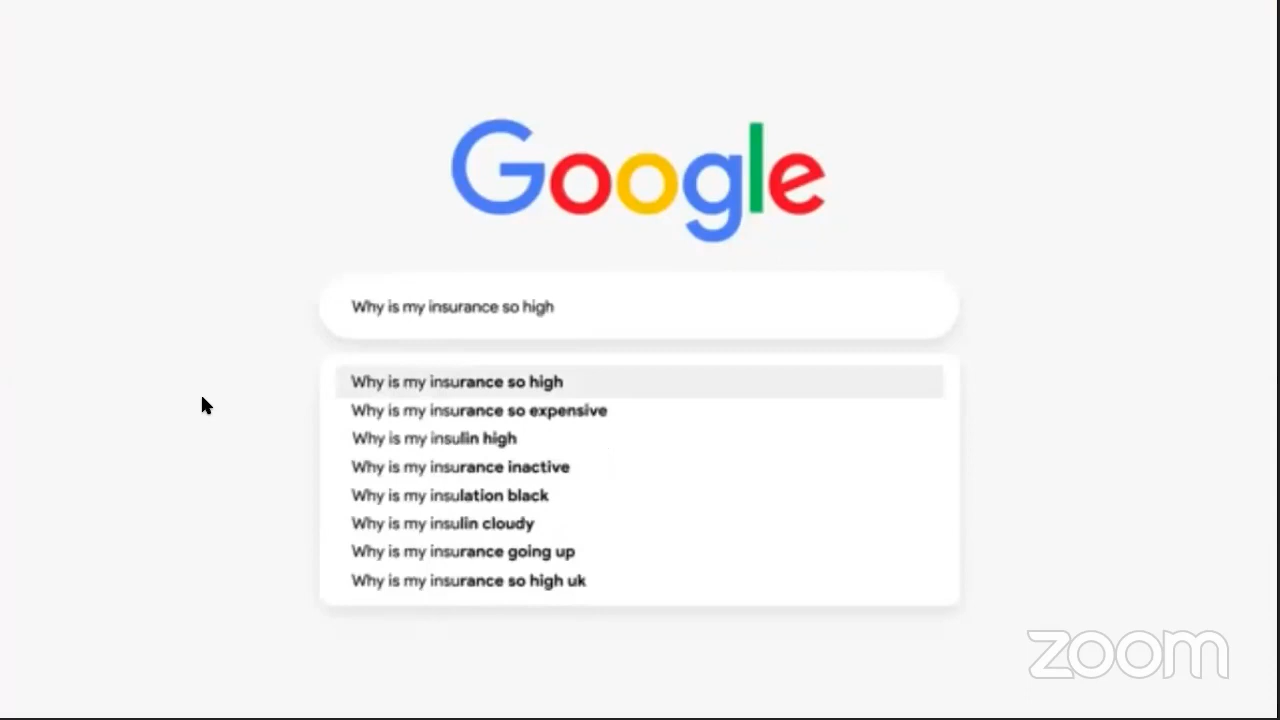 Google
Why is my insurance so high
Why is my insurance so high
Why is my insurance so expensive
Why is my insulin high
Why is my insurance inactive
Why is my insulation black
Why is my insulin cloudy
Why is my insurance going up
Why is my insurance so high uk
zoom